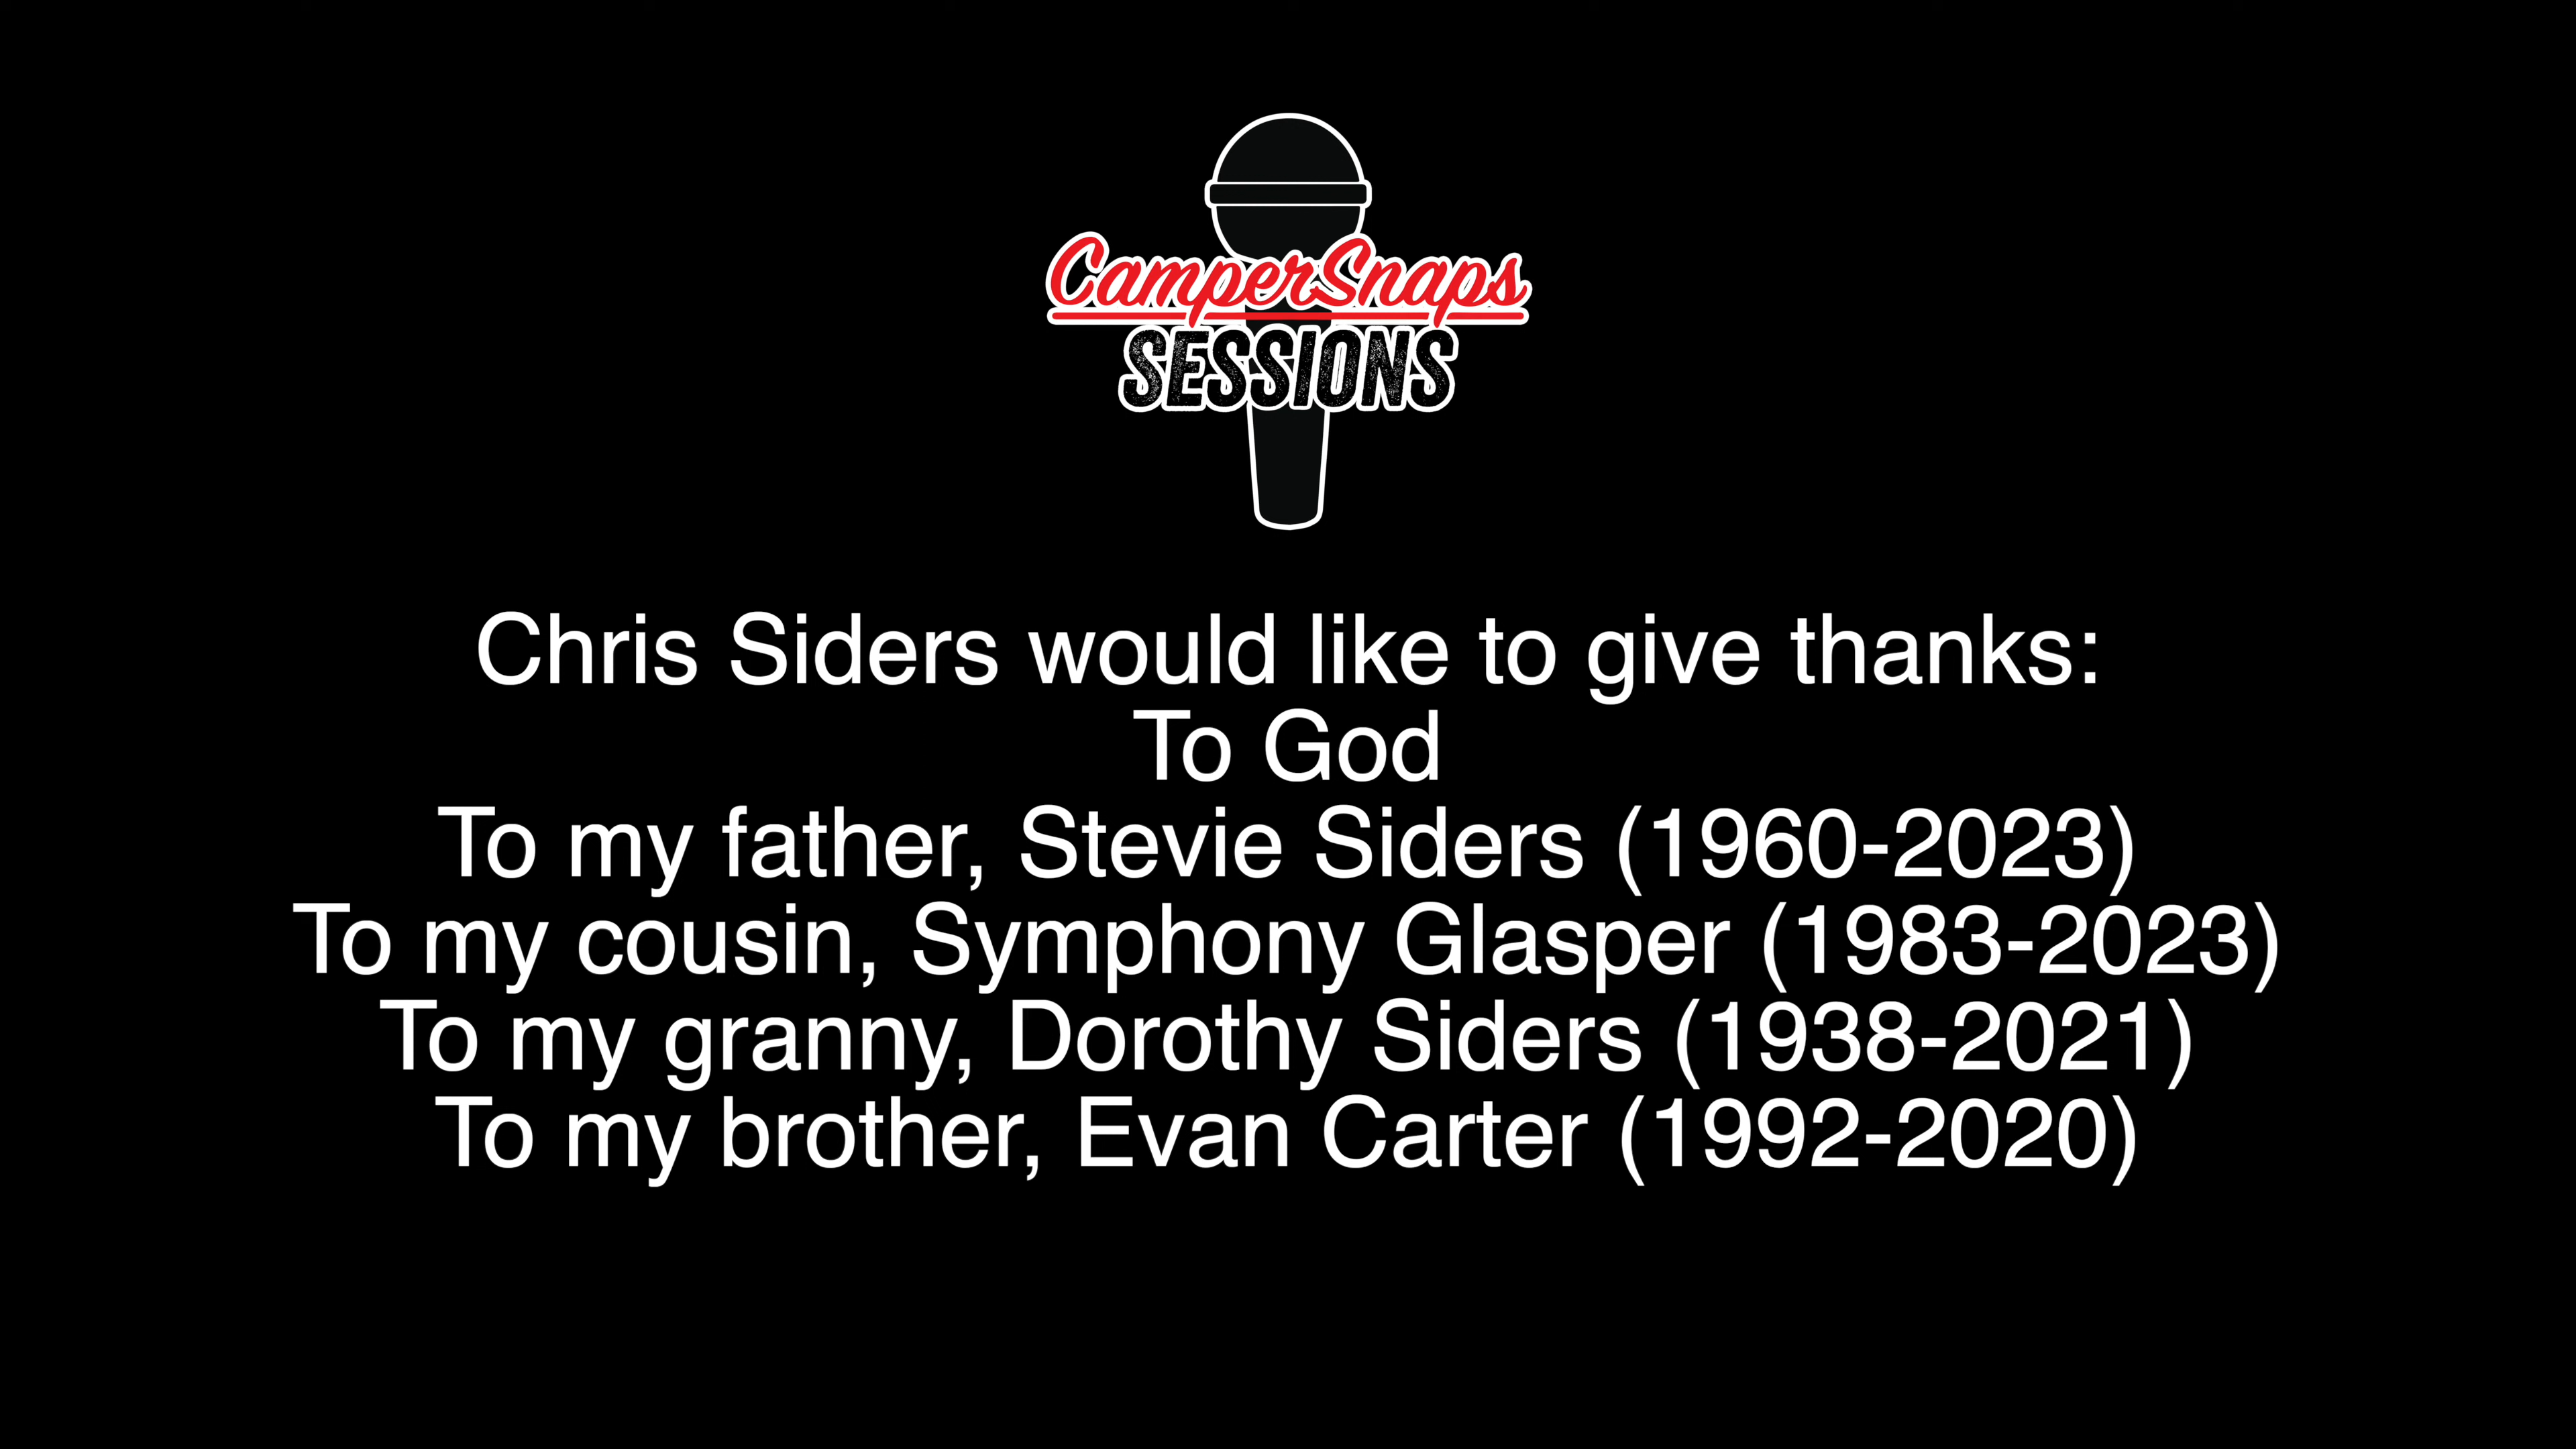 CamperSnaps
SESSIONS
Chris Siders would like to give thanks:
To God
To my father, Stevie Siders (1960-2023)
To my cousin, Symphony Glasper (1983-2023)
To my granny, Dorothy Siders (1938-2021)
To my brother, Evan Carter (1992-2020)